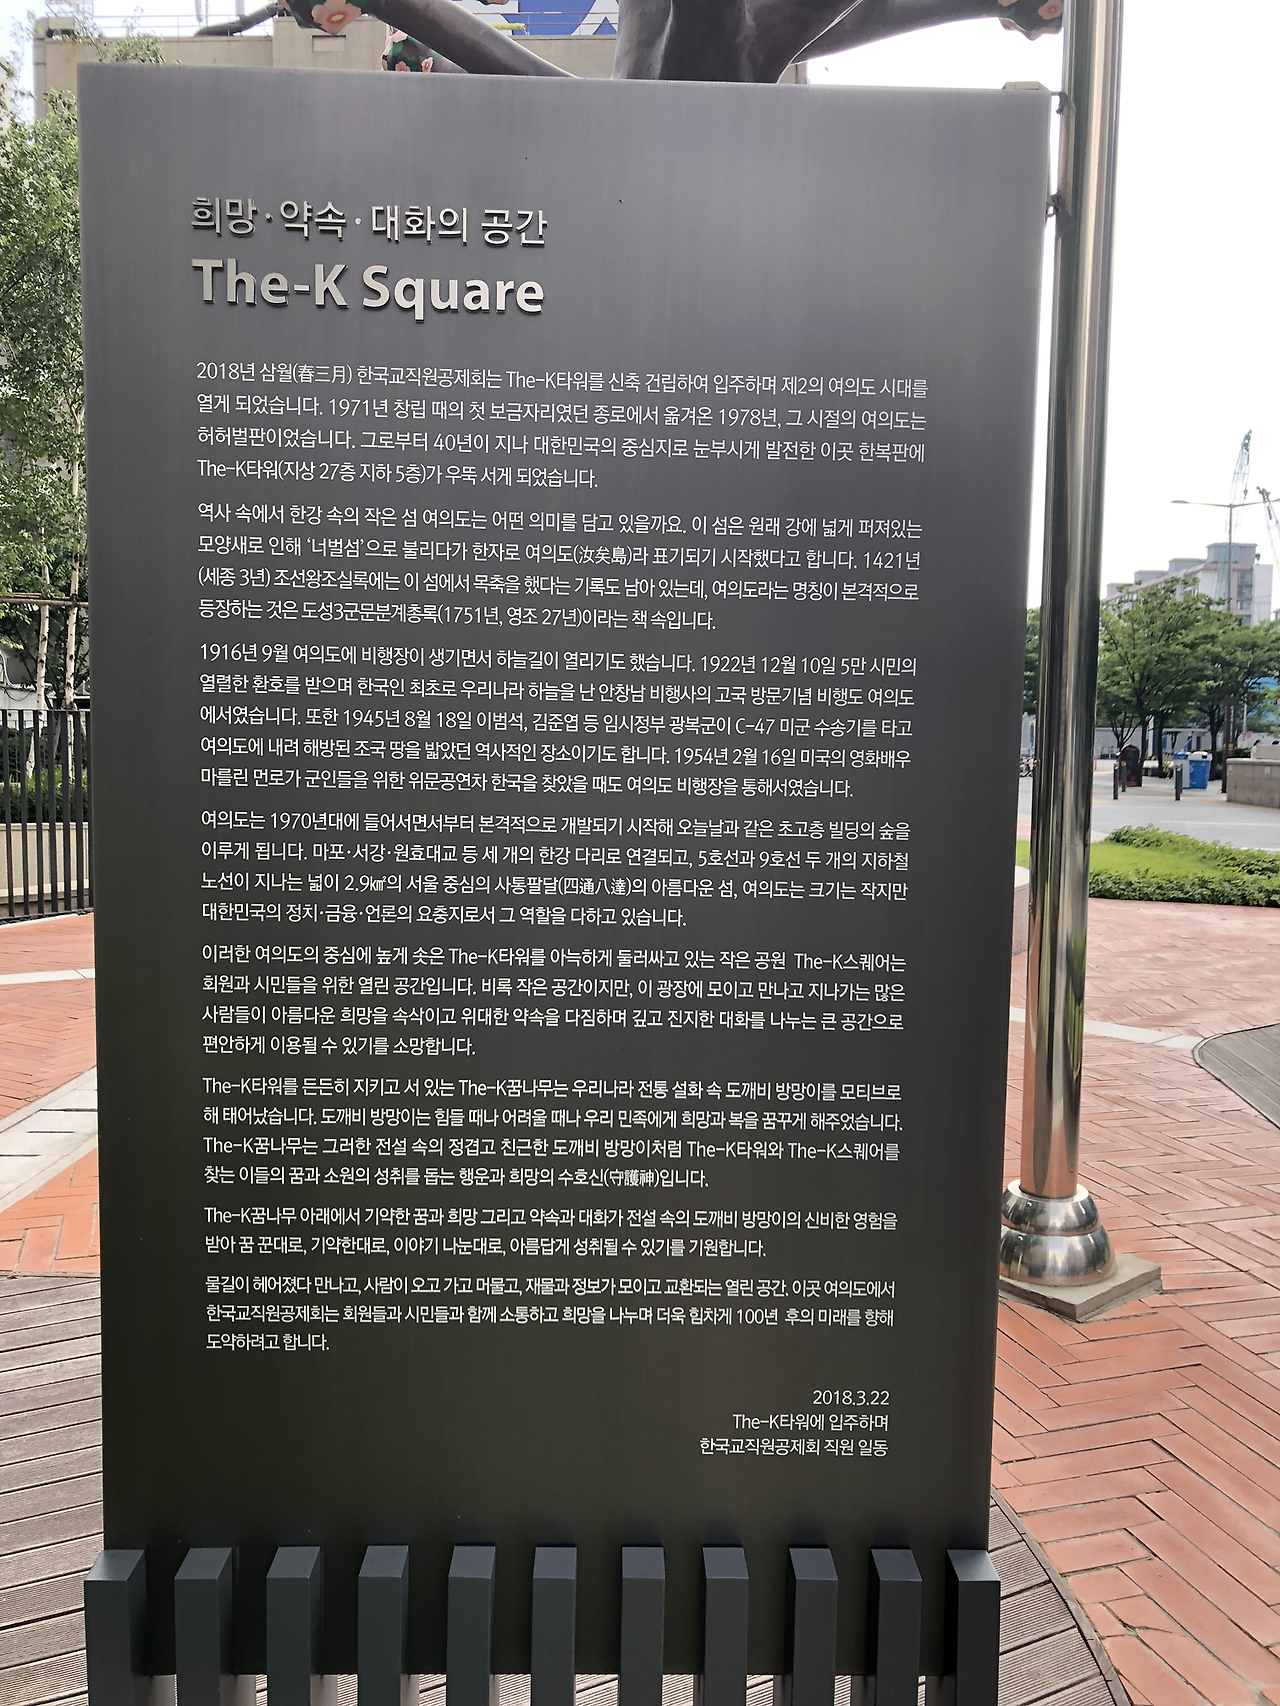 희망·약속·대화의 공간
The-K Square
2018년 삼월(春三月) 한국교직원공제회는 The-K타워를 신축 건립하여 입주하며 제2의 여의도 시대를
열게 되었습니다. 1971년 창립 때의 첫 보금자리였던 종로에서 옮겨온 1978년, 그 시절의 여의도는
허허벌판이었습니다. 그로부터 40년이 지나 대한민국의 중심지로 눈부시게 발전한 이곳 한복판에
The-K타워(지상 27층 지하 5층)가 우뚝 서게 되었습니다.
역사 속에서 한강 속의 작은 섬 여의도는 어떤 의미를 담고 있을까요. 이 섬은 원래 강에 넓게 퍼져있는
모양새로 인해 '너벌섬'으로 불리다가 한자로 여의도(汝矣島)라 표기되기 시작했다고 합니다. 1421년
(세종 3년) 조선왕조실록에는 이 섬에서 목축을 했다는 기록도 남아 있는데, 여의도라는 명칭이 본격적으로
등장하는 것은 도성3군문분계총록(1751년, 영조 27년)이라는 책 속입니다.
1916년 9월 여의도에 비행장이 생기면서 하늘길이 열리기도 했습니다. 1922년 12월 10일 5만 시민의
열렬한 환호를 받으며 한국인 최초로 우리나라 하늘을 난 안창남 비행사의 고국 방문기념 비행도 여의도
에서였습니다. 또한 1945년 8월 18일 이범석, 김준엽 등 임시정부 광복군이 C-47 미군 수송기를 타고
여의도에 내려 해방된 조국 땅을 밟았던 역사적인 장소이기도 합니다. 1954년 2월 16일 미국의 영화배우
마를린 먼로가 군인들을 위한 위문공연차 한국을 찾았을 때도 여의도 비행장을 통해서였습니다.
여의도는 1970년대에 들어서면서부터 본격적으로 개발되기 시작해 오늘날과 같은 초고층 빌딩의 숲을
이루게 됩니다. 마포·서강·원효대교 등 세 개의 한강 다리로 연결되고, 5호선과 9호선 두 개의 지하철
노선이 지나는 넓이 2.9㎢의 서울 중심의 사통팔달(四通八達)의 아름다운 섬, 여의도는 크기는 작지만
대한민국의 정치·금융·언론의 요충지로서 그 역할을 다하고 있습니다.
이러한 여의도의 중심에 높게 솟은 The-K타워를 아늑하게 둘러싸고 있는 작은 공원 The-K스퀘어는
회원과 시민들을 위한 열린 공간입니다. 비록 작은 공간이지만, 이 광장에 모이고 만나고 지나가는 많은
사람들이 아름다운 희망을 속삭이고 위대한 약속을 다짐하며 깊고 진지한 대화를 나누는 큰 공간으로
편안하게 이용될 수 있기를 소망합니다.
The-K타워를 든든히 지키고 서 있는 The-K꿈나무는 우리나라 전통 설화 속 도깨비 방망이를 모티브로
해 태어났습니다. 도깨비 방망이는 힘들 때나 어려울 때나 우리 민족에게 희망과 복을 꿈꾸게 해주었습니다.
The-K꿈나무는 그러한 전설 속의 정겹고 친근한 도깨비 방망이처럼 The-K타워와 The-K스퀘어를
찾는 이들의 꿈과 소원의 성취를 돕는 행운과 희망의 수호신(守護神)입니다.
The-K꿈나무 아래에서 기약한 꿈과 희망 그리고 약속과 대화가 전설 속의 도깨비 방망이의 신비한 영험을
받아 꿈 꾼대로, 기약한대로, 이야기 나눈대로, 아름답게 성취될 수 있기를 기원합니다.
물길이 헤어졌다 만나고, 사람이 오고 가고 머물고, 재물과 정보가 모이고 교환되는 열린 공간. 이곳 여의도에서
한국교직원공제회는 회원들과 시민들과 함께 소통하고 희망을 나누며 더욱 힘차게 100년 후의 미래를 향해
도약하려고 합니다.
2018.3.22
The-K타워에 입주하며
한국교직원공제회 직원 일동